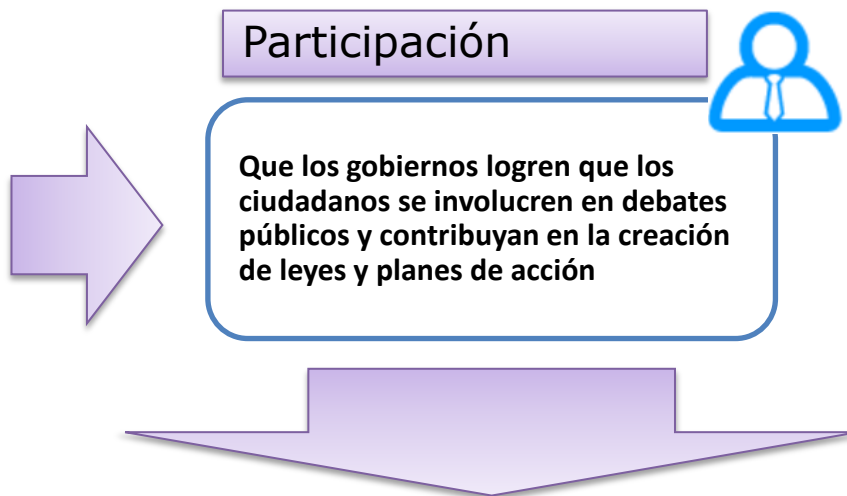 Participación
Que los gobiernos logren que los
ciudadanos se involucren en debates
públicos y contribuyan en la creación
de leyes y planes de acción